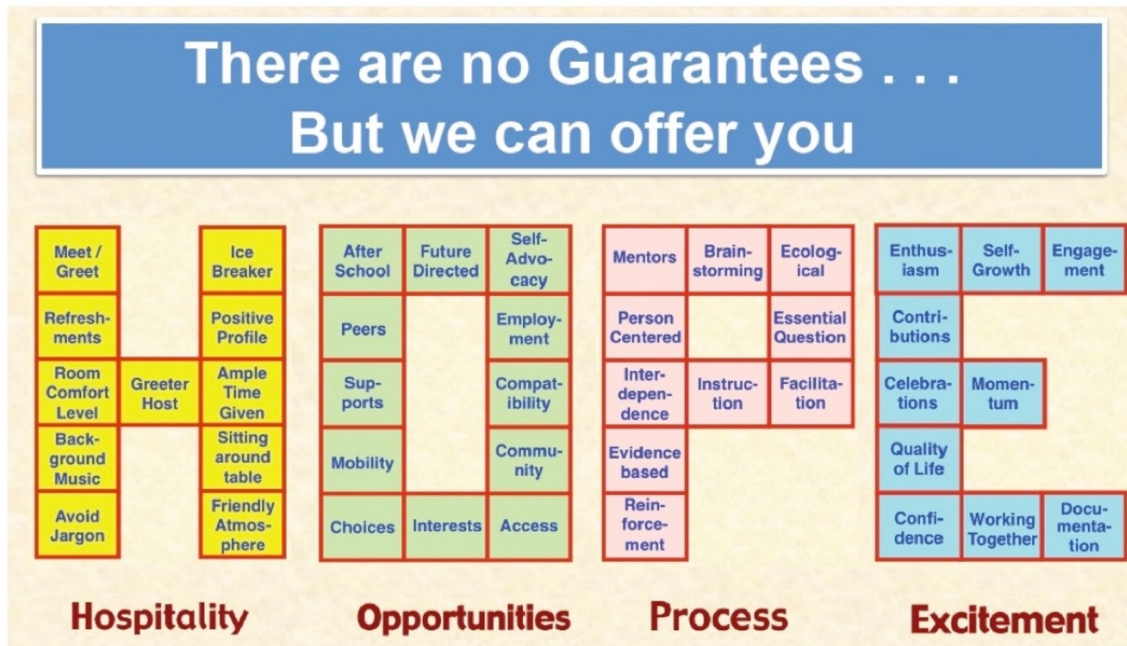 There are no Guarantees . . .
But we can offer you
Meet /
Greet
Ice
Breaker
Refresh-
ments
Positive
Profile
Room
Comfort
Level
Greeter
Host
Ample
Time
Given
Back-
ground
Music
Sitting
around
table
Avoid
Jargon
Friendly
Atmos-
phere
Hospitality
After
School
Future
Directed
Self-
Advo-
cacy
Peers
Employ-
ment
Sup-
ports
Compat-
ibility
Mobility
Commu-
nity
Choices
Interests
Access
Opportunities
Mentors
Brain-
storming
Ecolog-
ical
Person
Centered
Essential
Question
Inter-
depen-
dence
Instruc-
tion
Facilita-
tion
Evidence
based
Rein-
force-
ment
Process
Enthus-
iasm
Self-
Growth
Engage-
ment
Contri-
butions
Celebra-
tions
Momen-
tum
Quality
of Life
Confi-
dence
Working
Together
Docu-
menta-
tion
Excitement